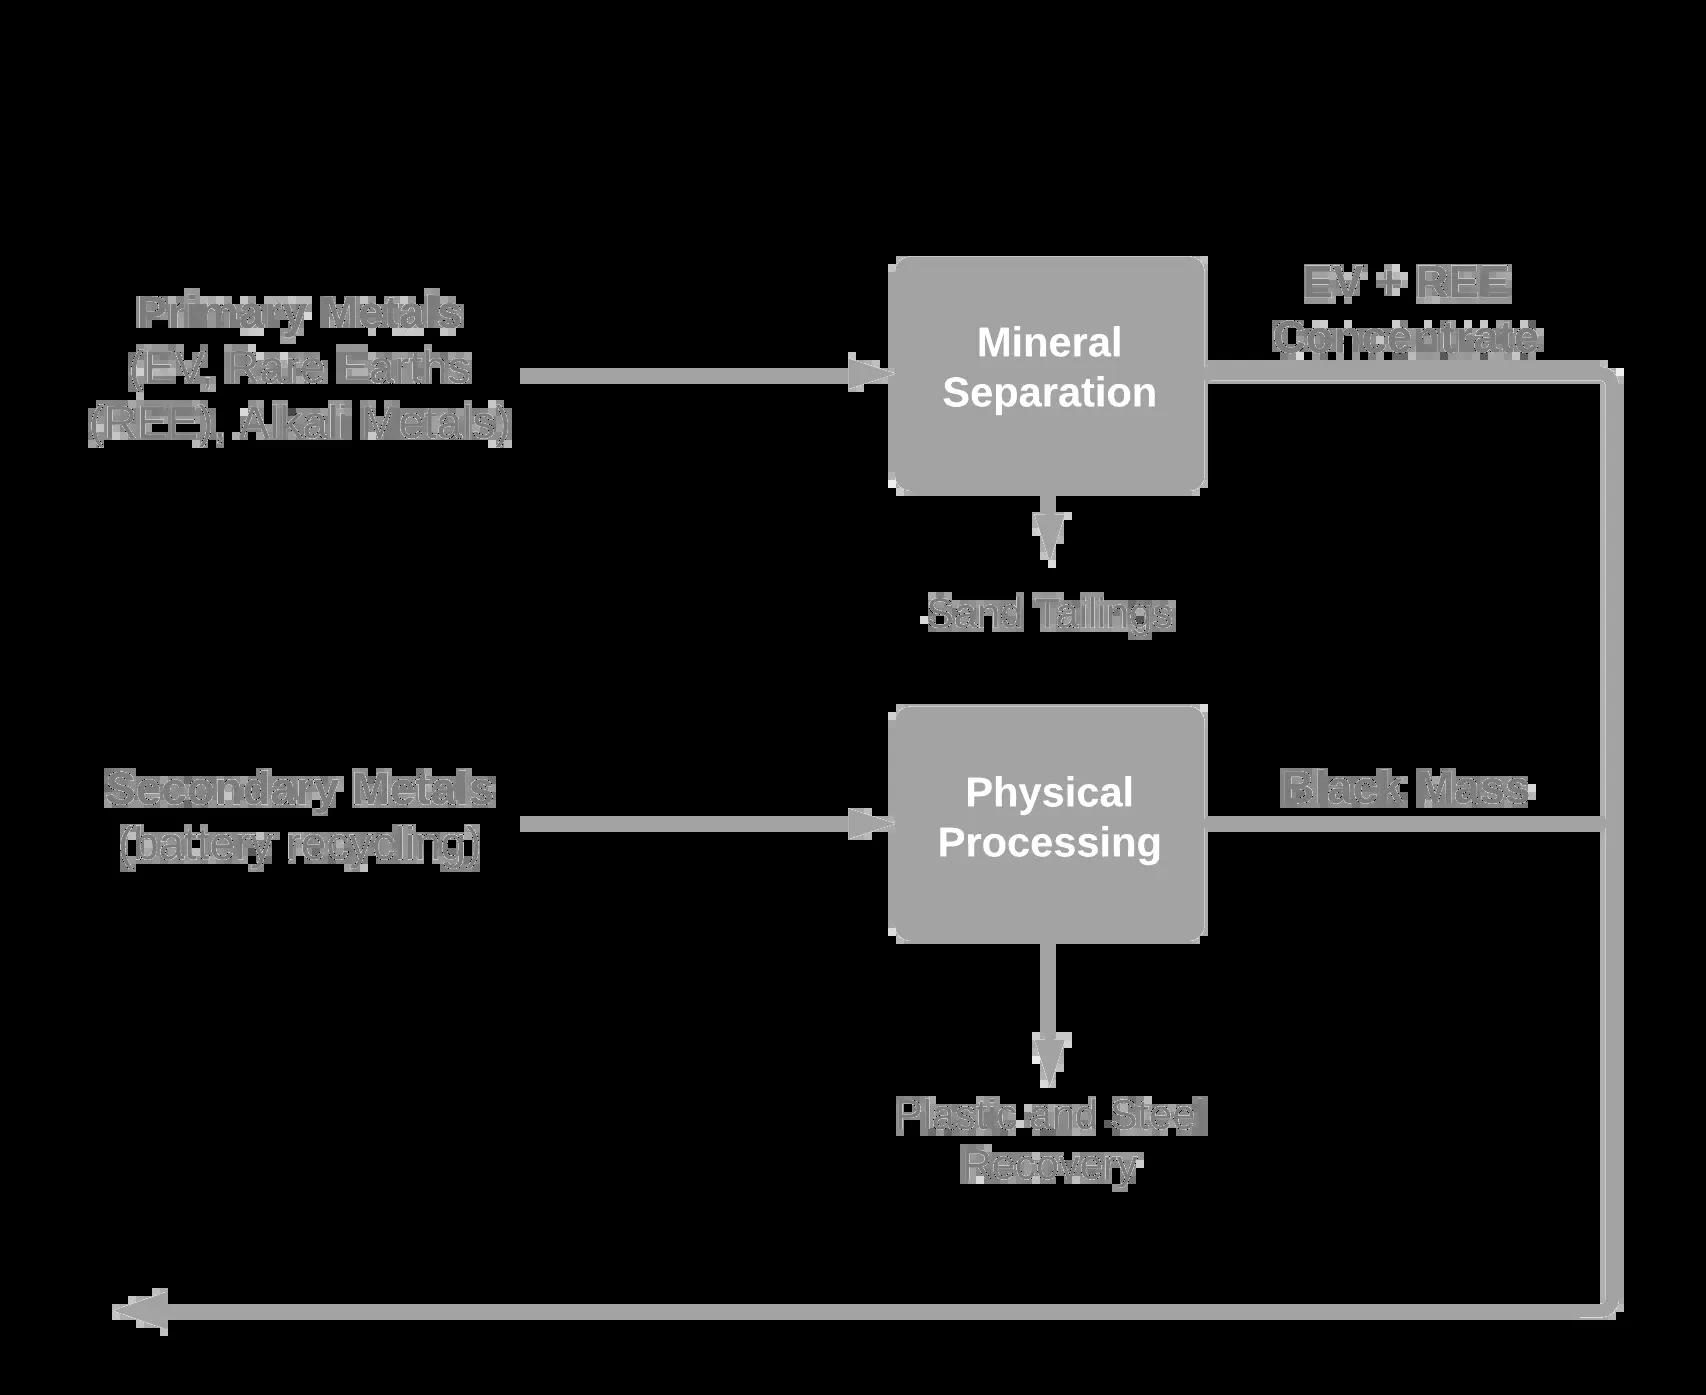 Primary Metals
(EV, Rare Earths
(REE), Alkali Metals)
Mineral
Separation
EV + REE
Concentrate
Sand Tailings
Secondary Metals
(battery recycling)
Physical
Processing
Black Mass
Plastic and Steel
Recovery